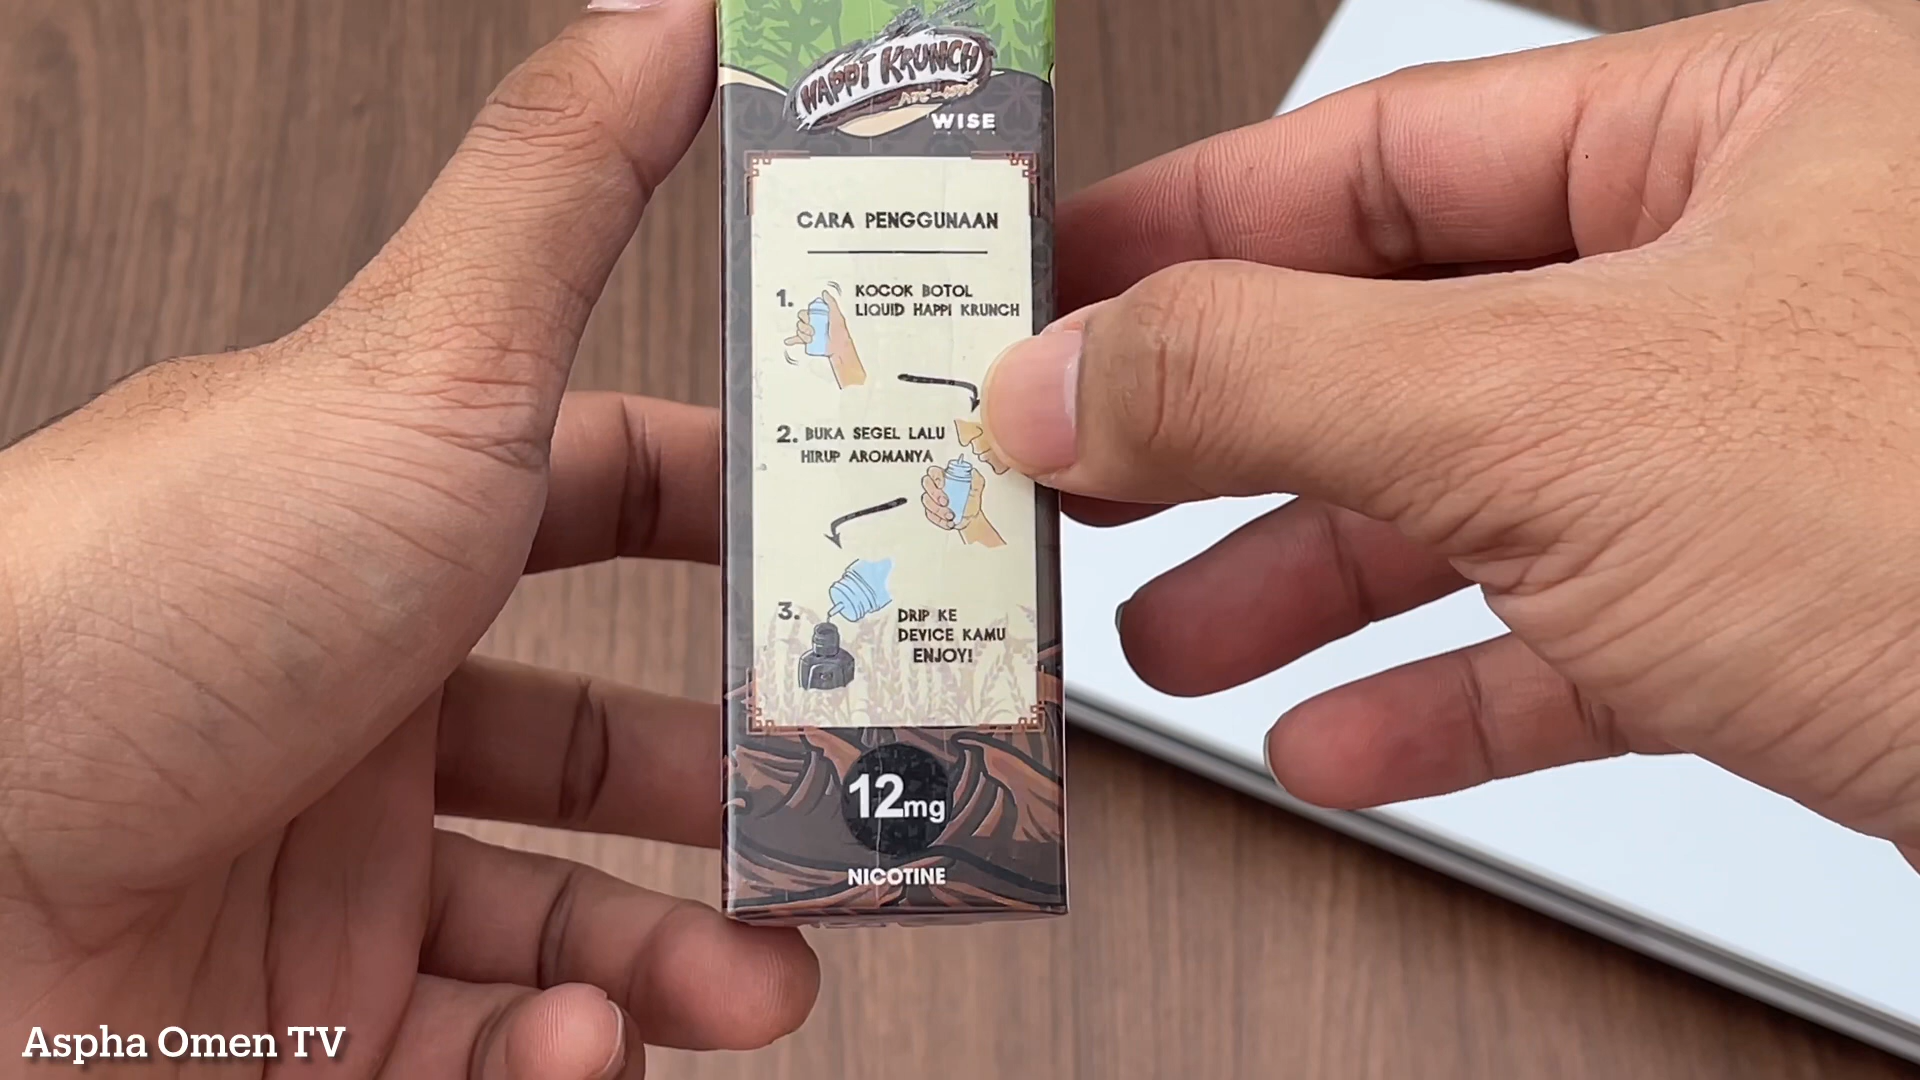 HAPPI KRUNCH
WISE
CARA PENGGUNAAN
1. KOCOK BOTOL
LIQUID HAPPI KRUNCH
2. BUKA SEGEL LALU
HIRUP AROMANYA
3. DRIP KE
DEVICE KAMU
ENJOY!
12mg
NICOTINE
Aspha Omen TV